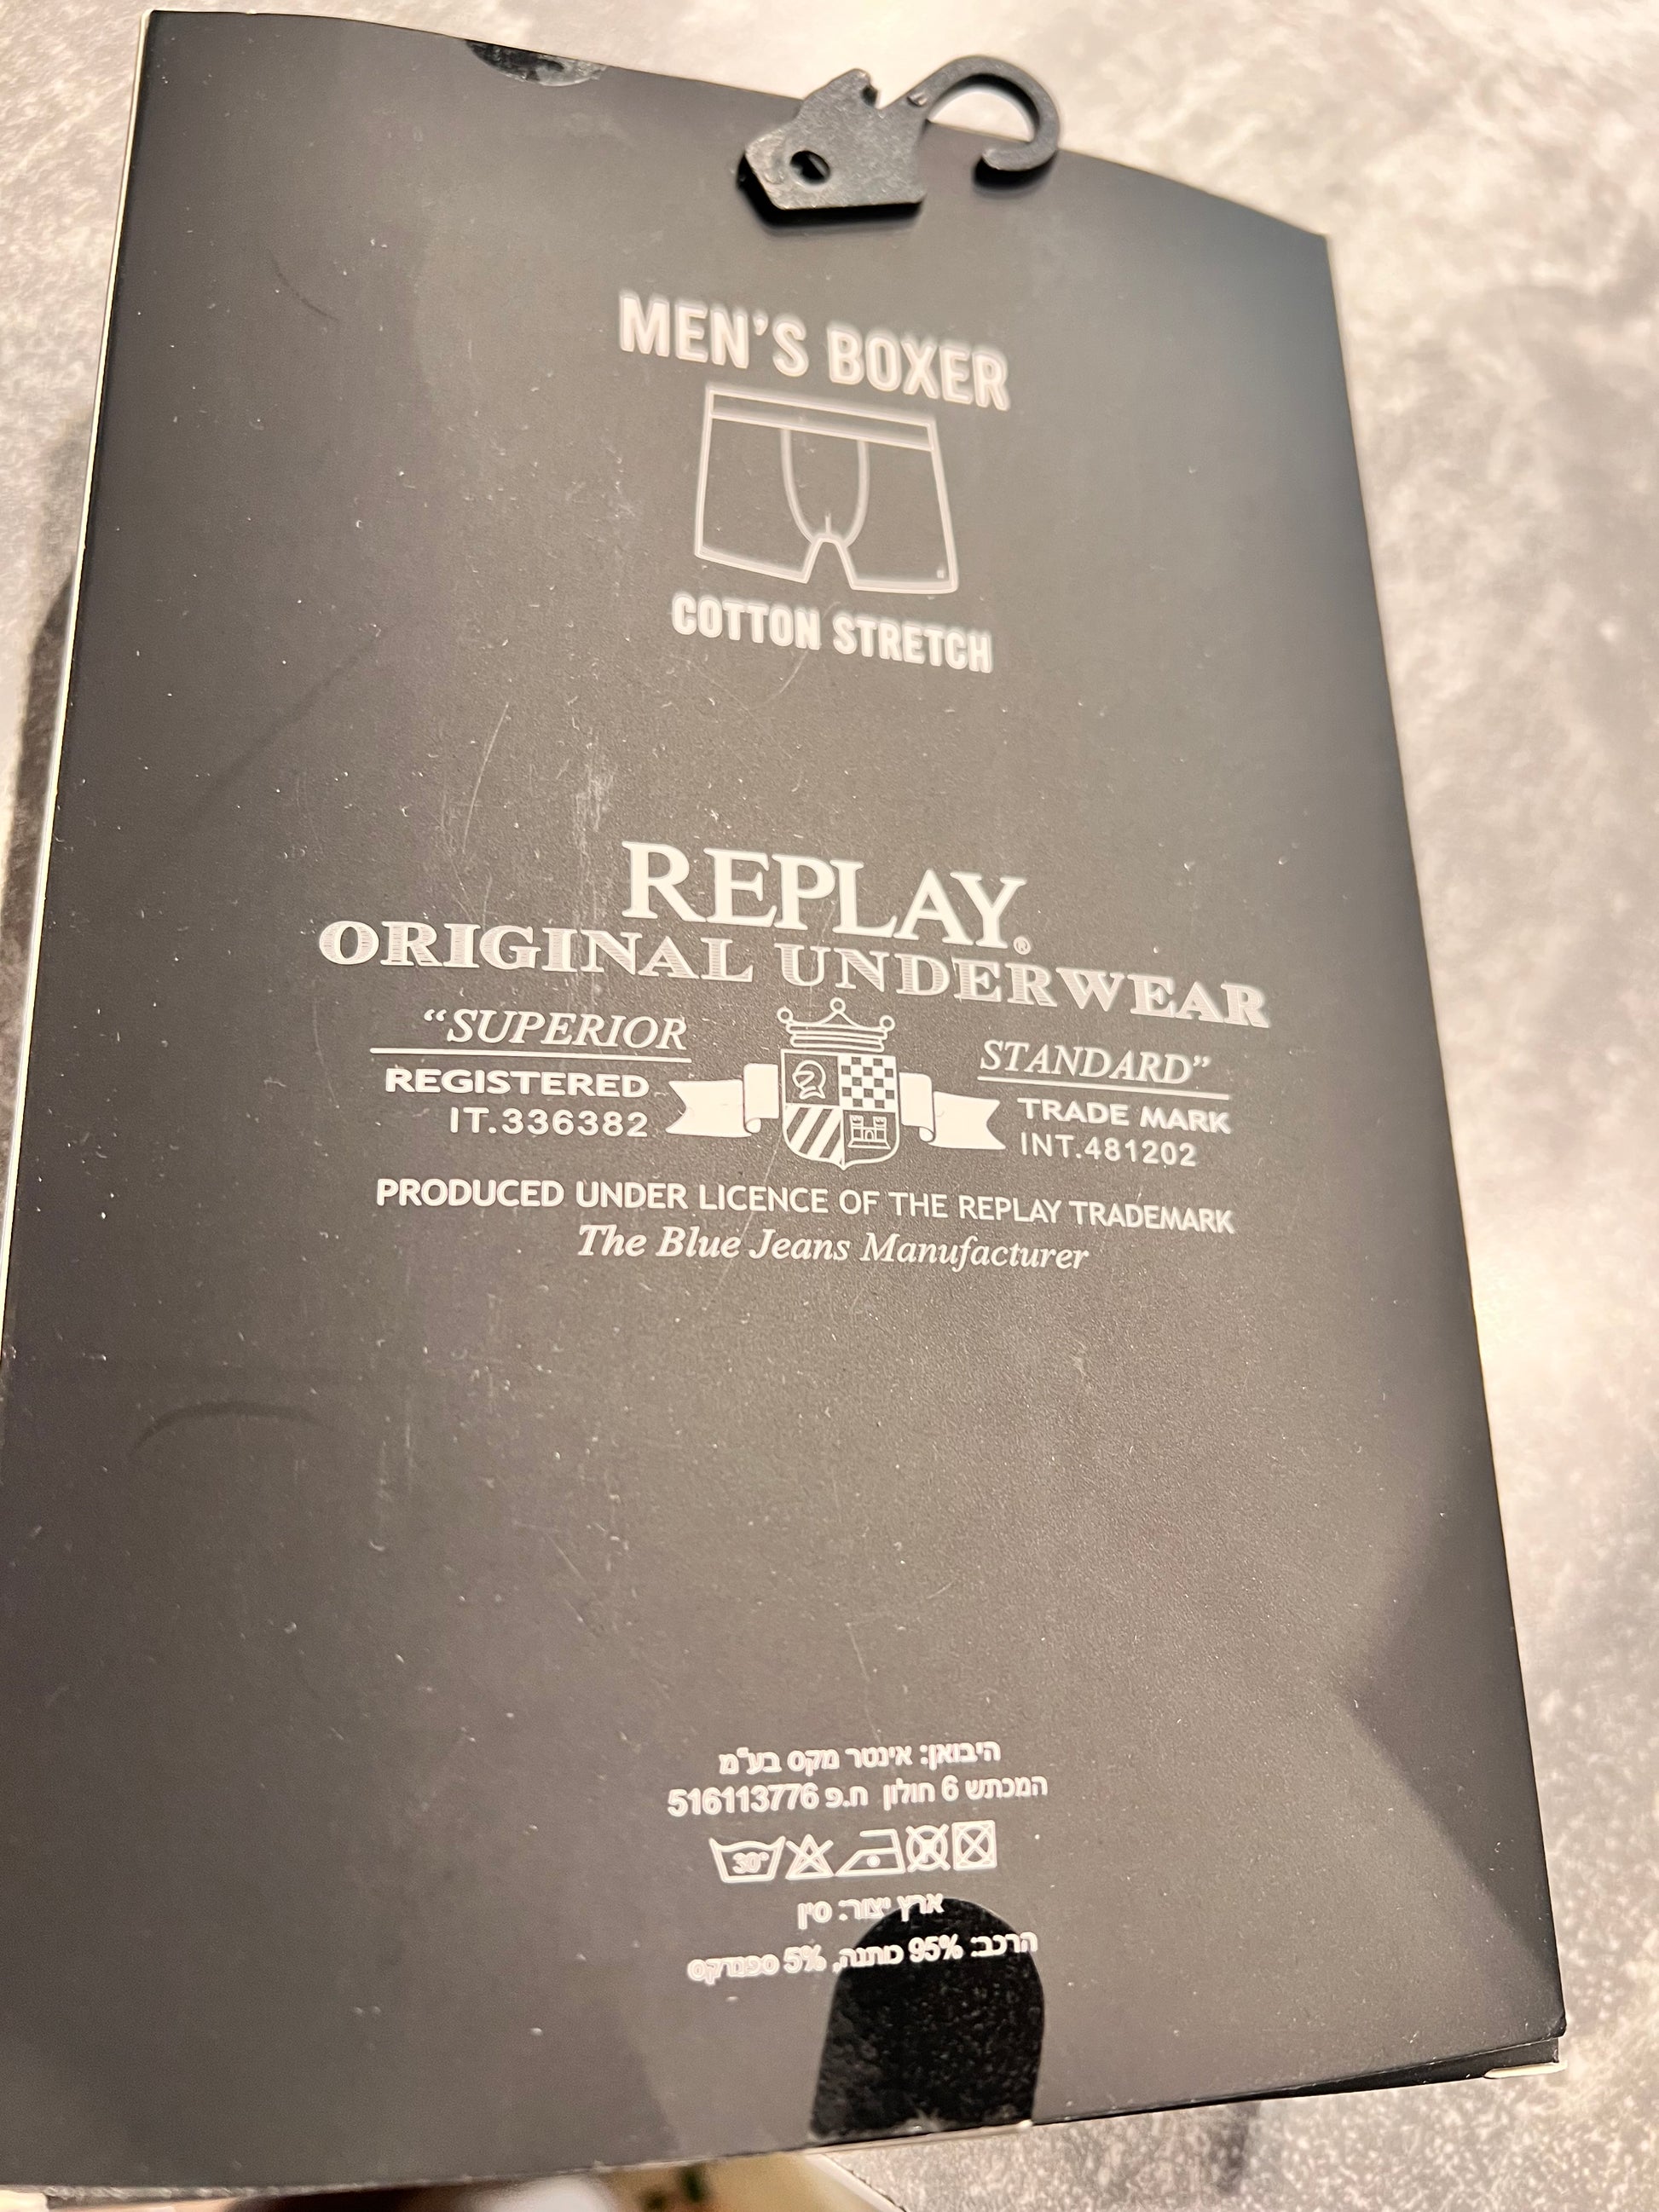 MEN'S BOXER
COTTON STRETCH
REPLAY®
ORIGINAL UNDERWEAR
“SUPERIOR STANDARD”
REGISTERED TRADE MARK
IT.336382 INT.481202
PRODUCED UNDER LICENCE OF THE REPLAY TRADEMARK
The Blue Jeans Manufacturer
היבואן: אינטר מקס בע"מ
המכתש 6 חולון ח.פ 516113776
30°
ארץ יצור: סין
הרכב: 95% כותנה, 5% ספנדקס